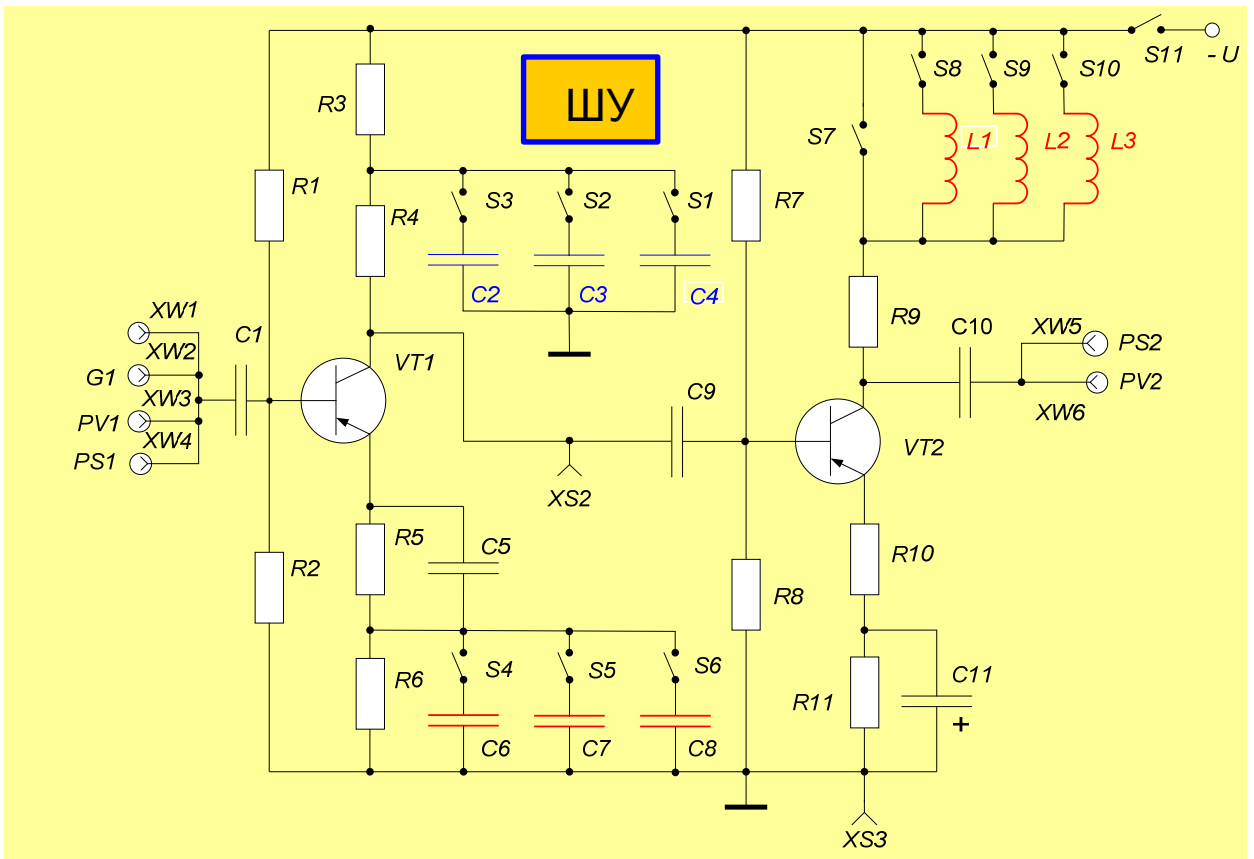 ШУ
S11
- U
S8
S9
S10
R3
S7
L1
L2
L3
R1
S3
S2
S1
R7
R4
C2
C3
C4
XW1
C1
R9
C10
XW5
PS2
XW2
VT1
G1
XW3
C9
PV2
XW6
PV1
XW4
PS1
VT2
XS2
R5
C5
R10
R2
R8
S4
S5
S6
R6
C11
R11
+
C6
C7
C8
XS3